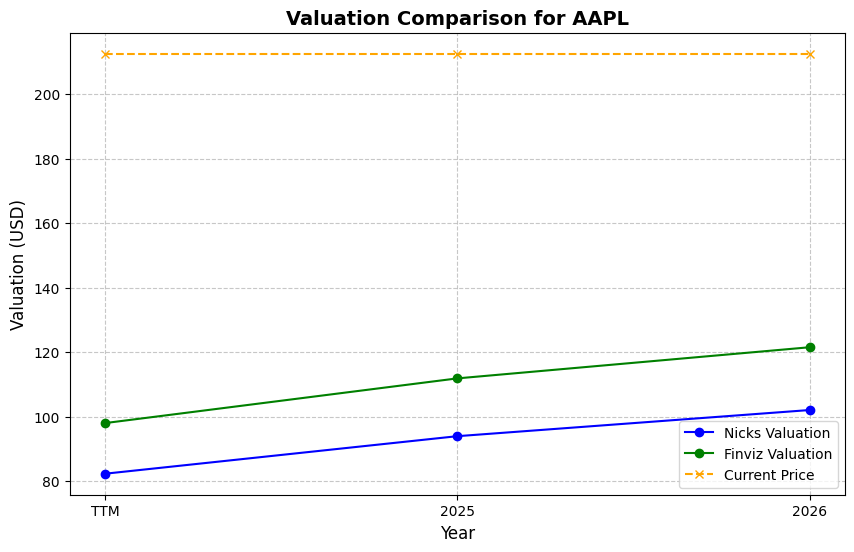 Valuation Comparison for AAPL
Valuation (USD)
200
180
160
140
120
100
80
TTM
2025
2026
Year
Nicks Valuation
Finviz Valuation
Current Price